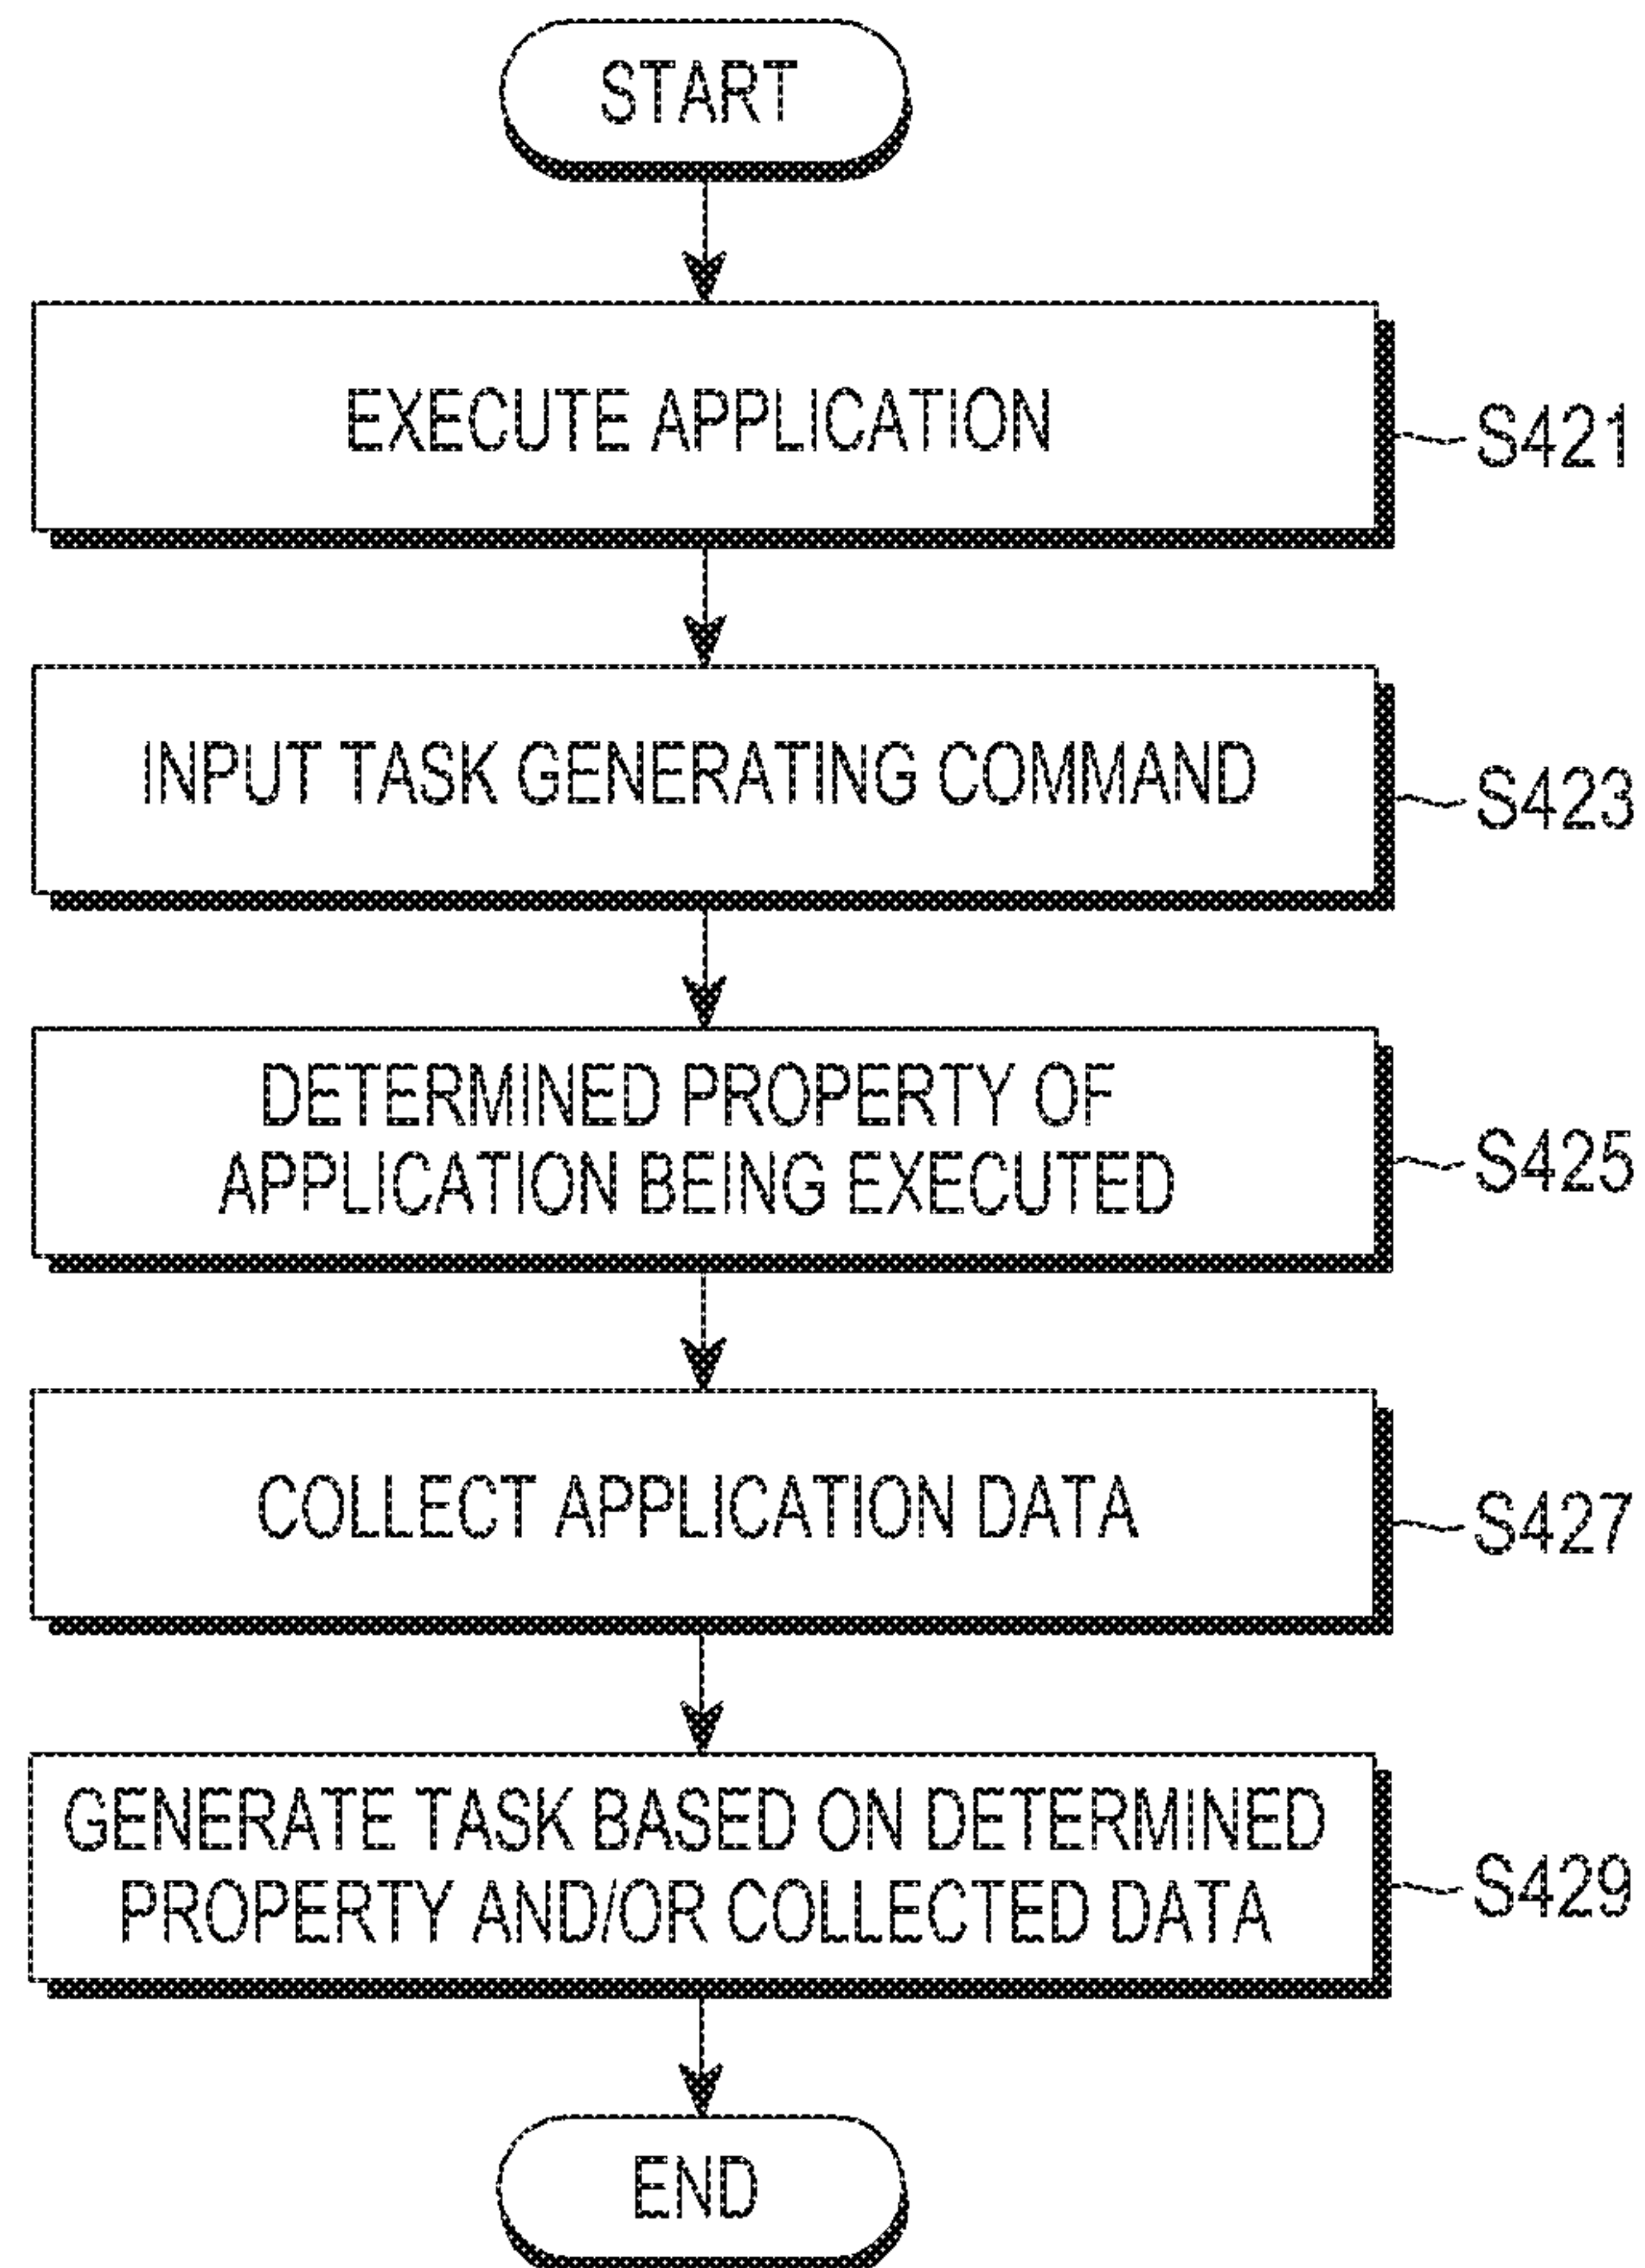 START
EXECUTE APPLICATION
S421
INPUT TASK GENERATING COMMAND
S423
DETERMINED PROPERTY OF
APPLICATION BEING EXECUTED
S425
COLLECT APPLICATION DATA
S427
GENERATE TASK BASED ON DETERMINED
PROPERTY AND/OR COLLECTED DATA
S429
END